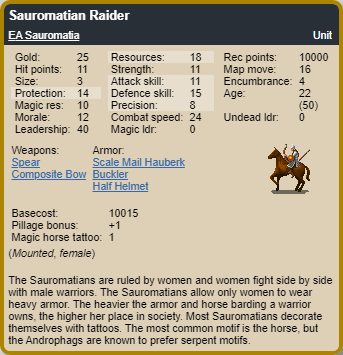 Sauromatian Raider
EA Sauromatia Unit
Gold: 25 Resources: 18 Rec points: 10000
Hit points: 11 Strength: 11 Map move: 16
Size: 3 Attack skill: 11 Encumbrance: 4
Protection: 14 Defence skill: 15 Age: 22
Magic res: 10 Precision: 8 (50)
Morale: 12 Combat speed: 24 Undead ldr: 0
Leadership: 40 Magic ldr: 0
Weapons: Armor:
Spear Scale Mail Hauberk
Composite Bow Buckler
Half Helmet
Basecost: 10015
Pillage bonus: +1
Magic horse tattoo: 1
(Mounted, female)
The Sauromatians are ruled by women and women fight side by side
with male warriors. The Sauromatians allow only women to wear
heavy armor. The heavier the armor and horse barding a warrior
owns, the higher her place in society. Most Sauromatians decorate
themselves with tattoos. The most common motif is the horse, but
the Androphags are known to prefer serpent motifs.